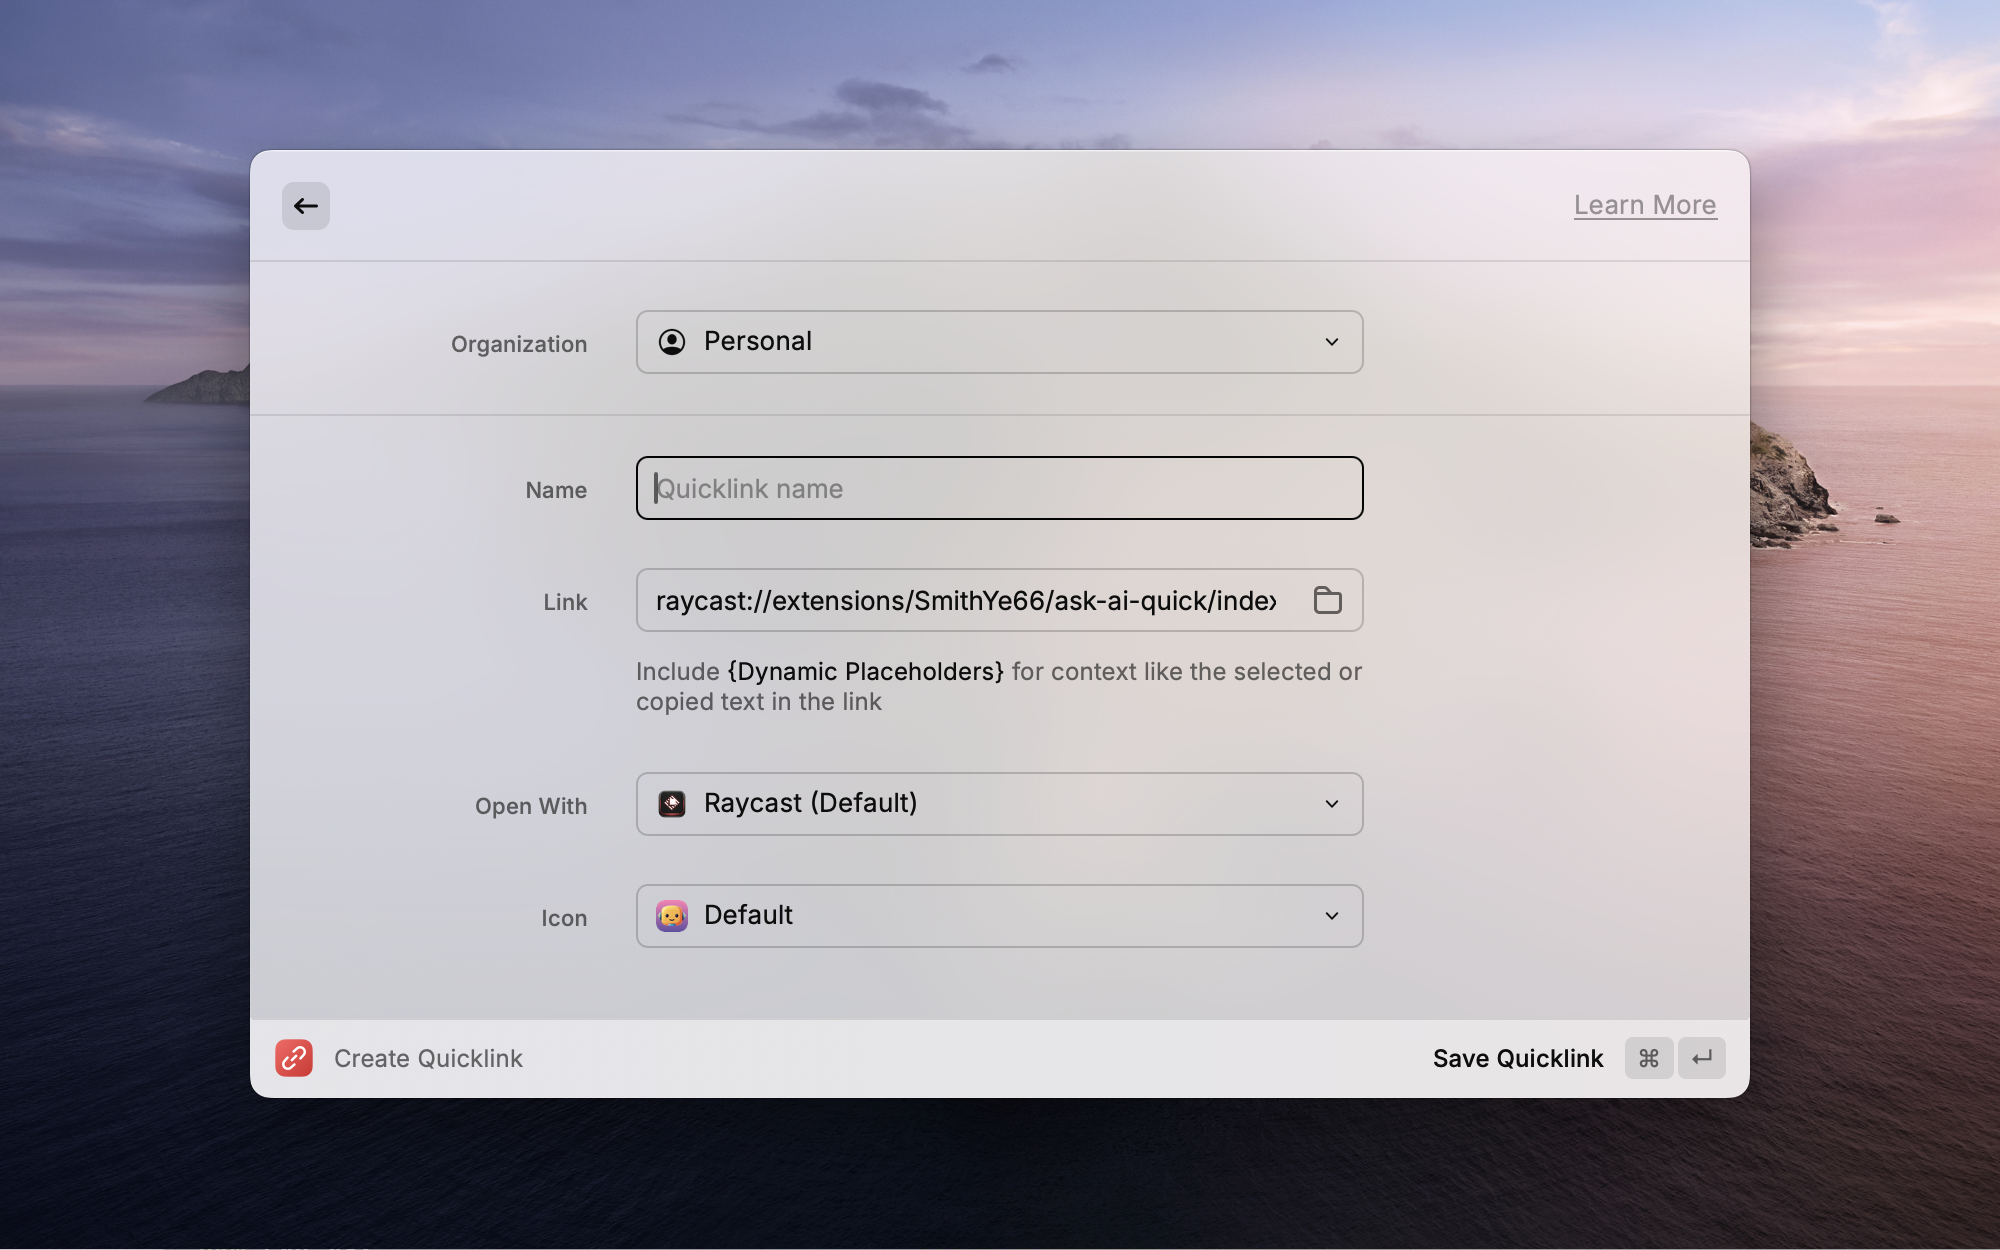 Learn More
Organization
Personal
Name
Quicklink name
Link
raycast://extensions/SmithYe66/ask-ai-quick/index
Include {Dynamic Placeholders} for context like the selected or
copied text in the link
Open With
Raycast (Default)
Icon
Default
Create Quicklink
Save Quicklink ⌘ ↵